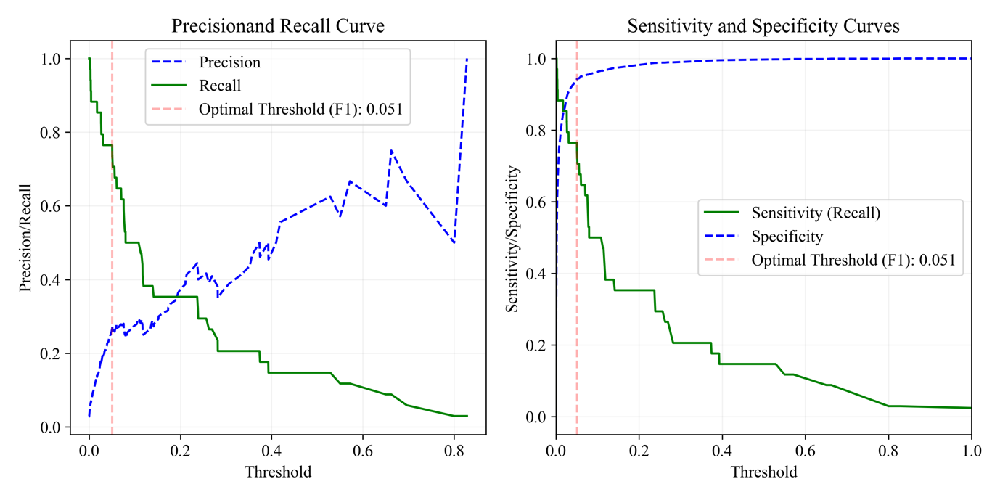 Precisionand Recall Curve
Precision/Recall
1.0
0.8
0.6
0.4
0.2
0.0
Precision
Recall
Optimal Threshold (F1): 0.051
0.0 0.2 0.4 0.6 0.8
Threshold
Sensitivity and Specificity Curves
Sensitivity/Specificity
1.0
0.8
0.6
0.4
0.2
0.0
Sensitivity (Recall)
Specificity
Optimal Threshold (F1): 0.051
0.0 0.2 0.4 0.6 0.8 1.0
Threshold